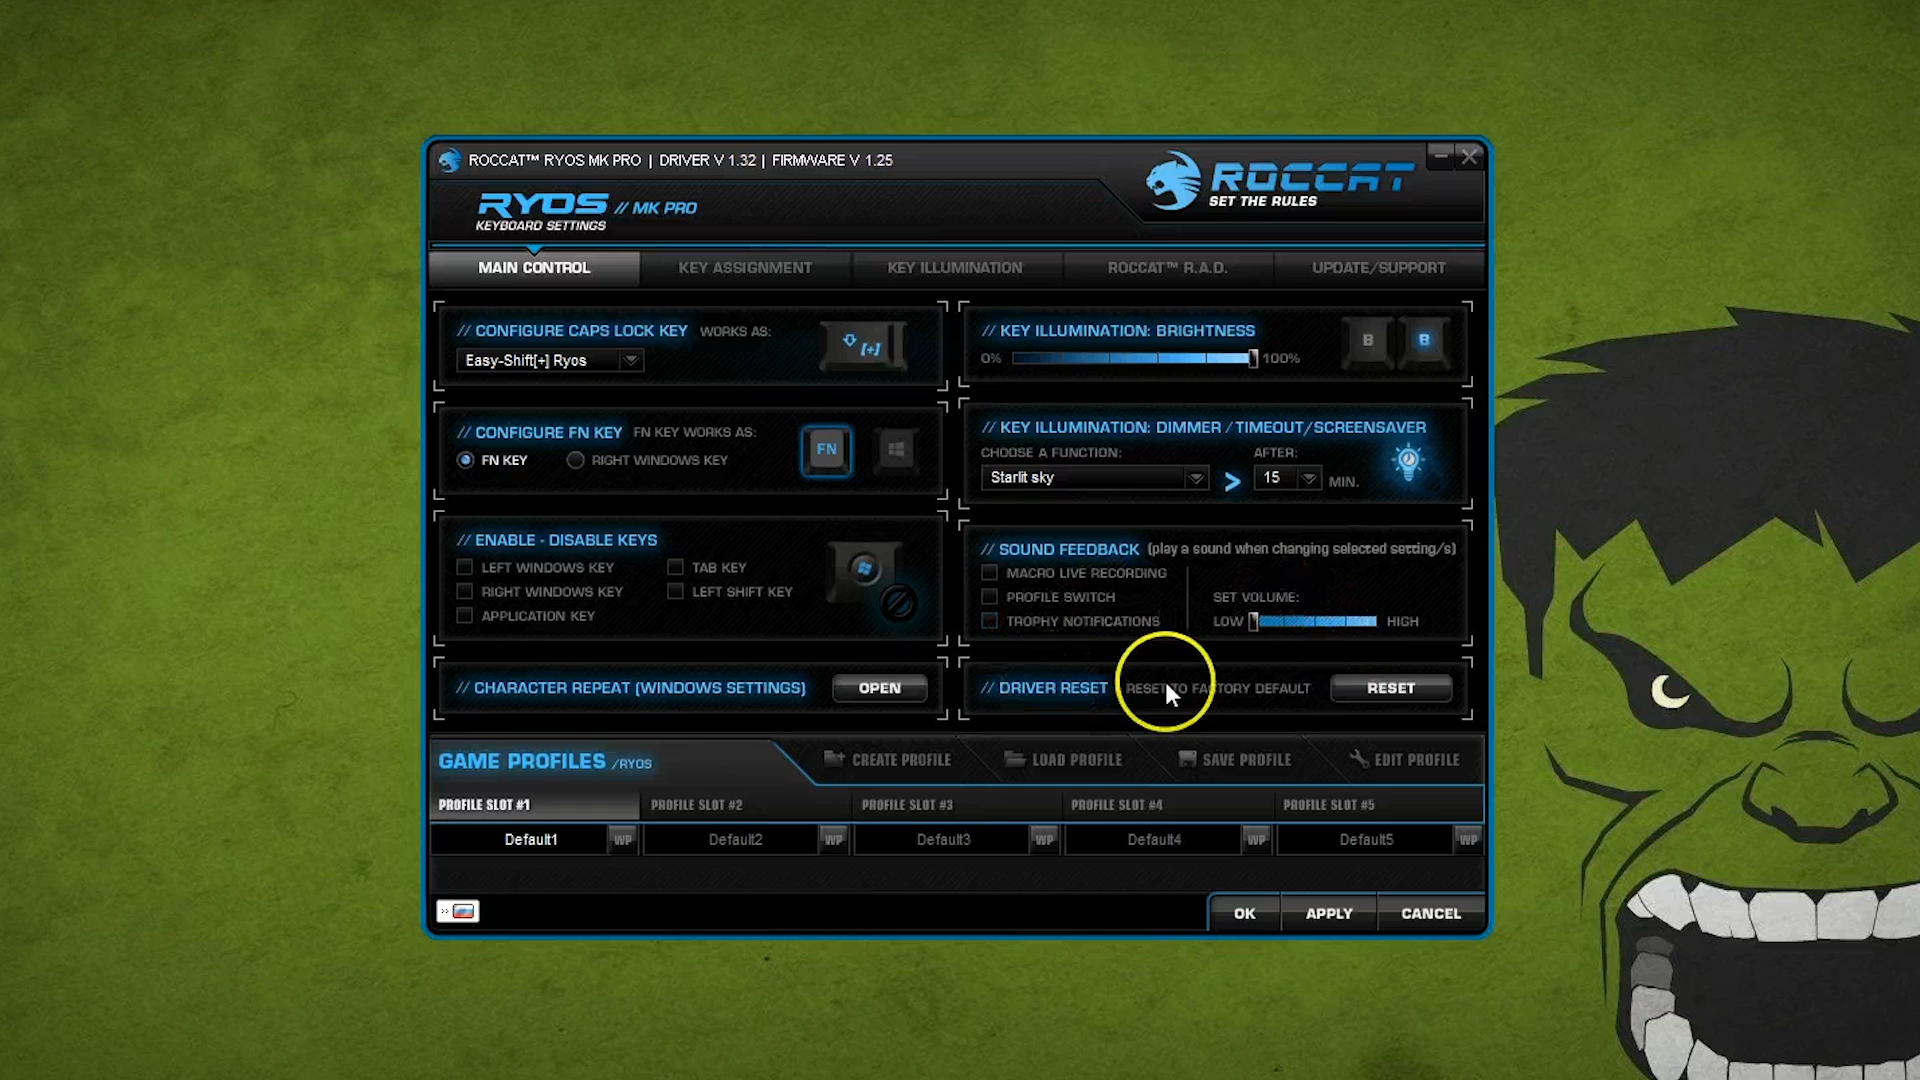 ROCCAT™ RYOS MK PRO | DRIVER V 1.32 | FIRMWARE V 1.25
ROCCAT
SET THE RULES
RYOS // MK PRO
KEYBOARD SETTINGS
MAIN CONTROL
KEY ASSIGNMENT
KEY ILLUMINATION
ROCCAT™ R.A.D.
UPDATE/SUPPORT
// CONFIGURE CAPS LOCK KEY WORKS AS:
Easy-Shift[+] Ryos
[+]
// CONFIGURE FN KEY FN KEY WORKS AS:
FN KEY
RIGHT WINDOWS KEY
FN
// ENABLE - DISABLE KEYS
LEFT WINDOWS KEY
TAB KEY
RIGHT WINDOWS KEY
LEFT SHIFT KEY
APPLICATION KEY
// CHARACTER REPEAT (WINDOWS SETTINGS)
OPEN
// KEY ILLUMINATION: BRIGHTNESS
0%
100%
B
B
// KEY ILLUMINATION: DIMMER / TIMEOUT/SCREENSAVER
CHOOSE A FUNCTION:
AFTER:
Starlit sky
>
15
MIN.
// SOUND FEEDBACK (play a sound when changing selected setting/s)
MACRO LIVE RECORDING
PROFILE SWITCH
TROPHY NOTIFICATIONS
SET VOLUME:
LOW
HIGH
// DRIVER RESET RESET TO FACTORY DEFAULT
RESET
GAME PROFILES /RYOS
CREATE PROFILE
LOAD PROFILE
SAVE PROFILE
EDIT PROFILE
PROFILE SLOT #1
PROFILE SLOT #2
PROFILE SLOT #3
PROFILE SLOT #4
PROFILE SLOT #5
Default1 WP
Default2 WP
Default3 WP
Default4 WP
Default5 WP
OK
APPLY
CANCEL